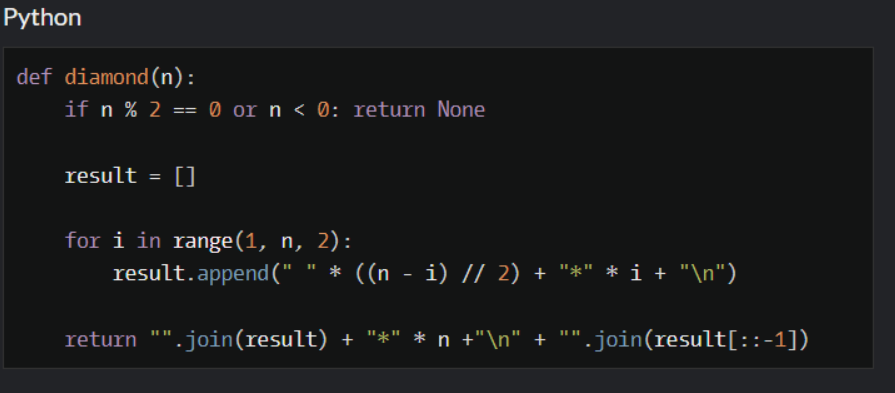 Python
def diamond(n):
    if n % 2 == 0 or n < 0: return None
    result = []
    for i in range(1, n, 2):
        result.append(" " * ((n - i) // 2) + "*" * i + "\n")
    return "".join(result) + "*" * n +"\n" + "".join(result[::-1])